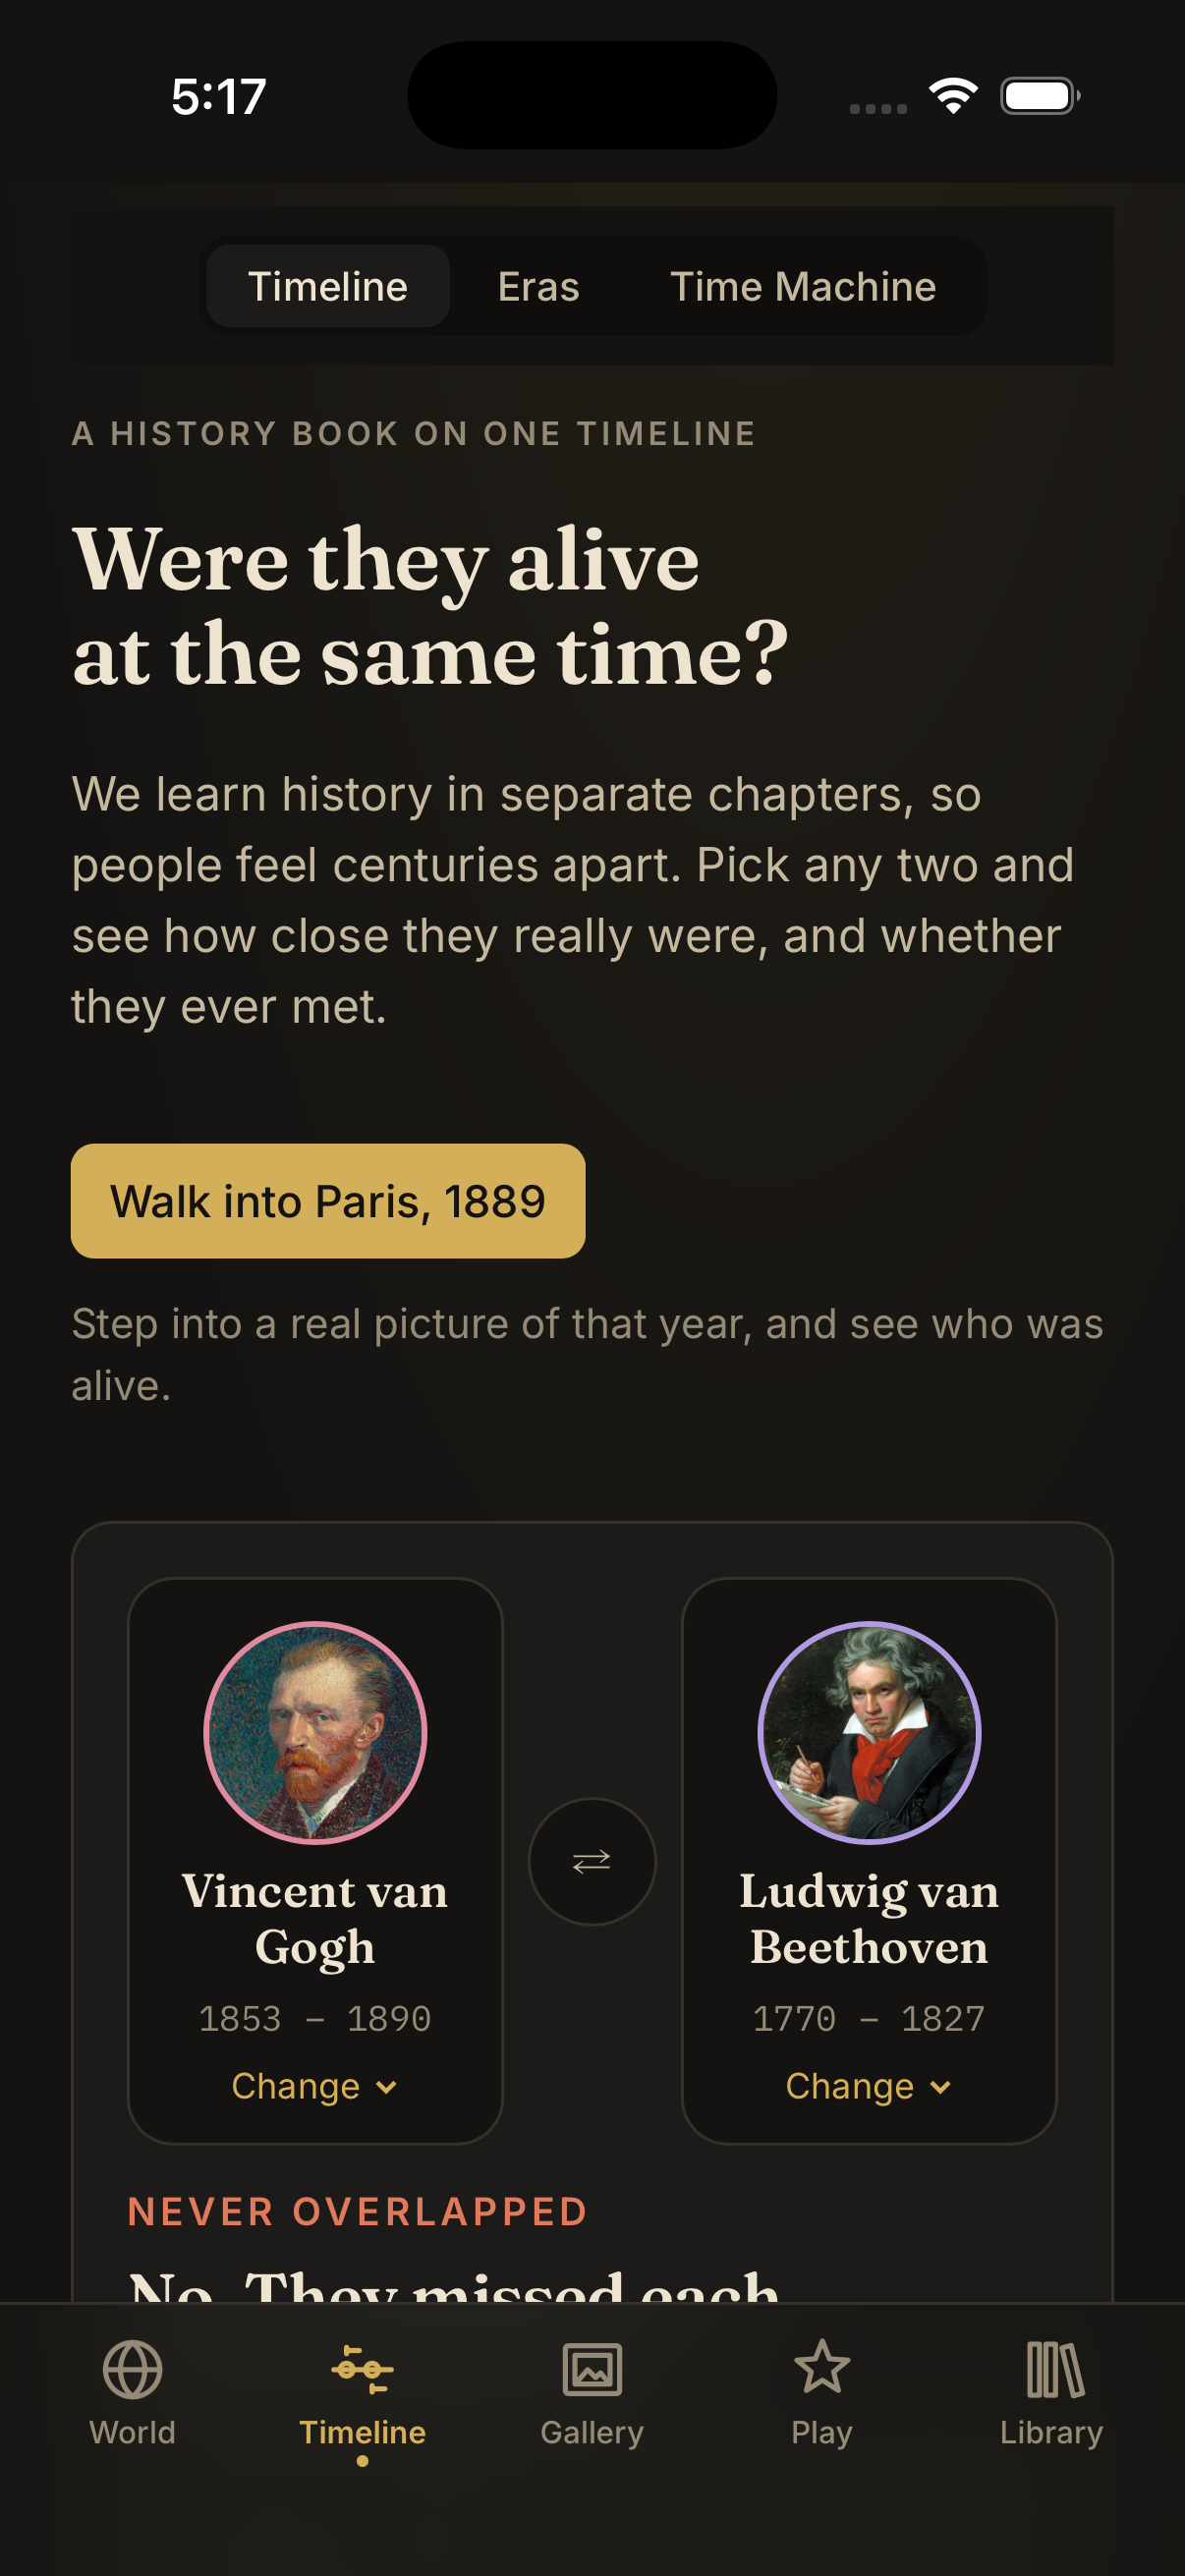 5:17
Timeline Eras Time Machine
A HISTORY BOOK ON ONE TIMELINE
Were they alive
at the same time?
We learn history in separate chapters, so
people feel centuries apart. Pick any two and
see how close they really were, and whether
they ever met.
Walk into Paris, 1889
Step into a real picture of that year, and see who was
alive.
Vincent van
Gogh
1853 – 1890
Change
Ludwig van
Beethoven
1770 – 1827
Change
NEVER OVERLAPPED
No. They missed each
World Timeline Gallery Play Library